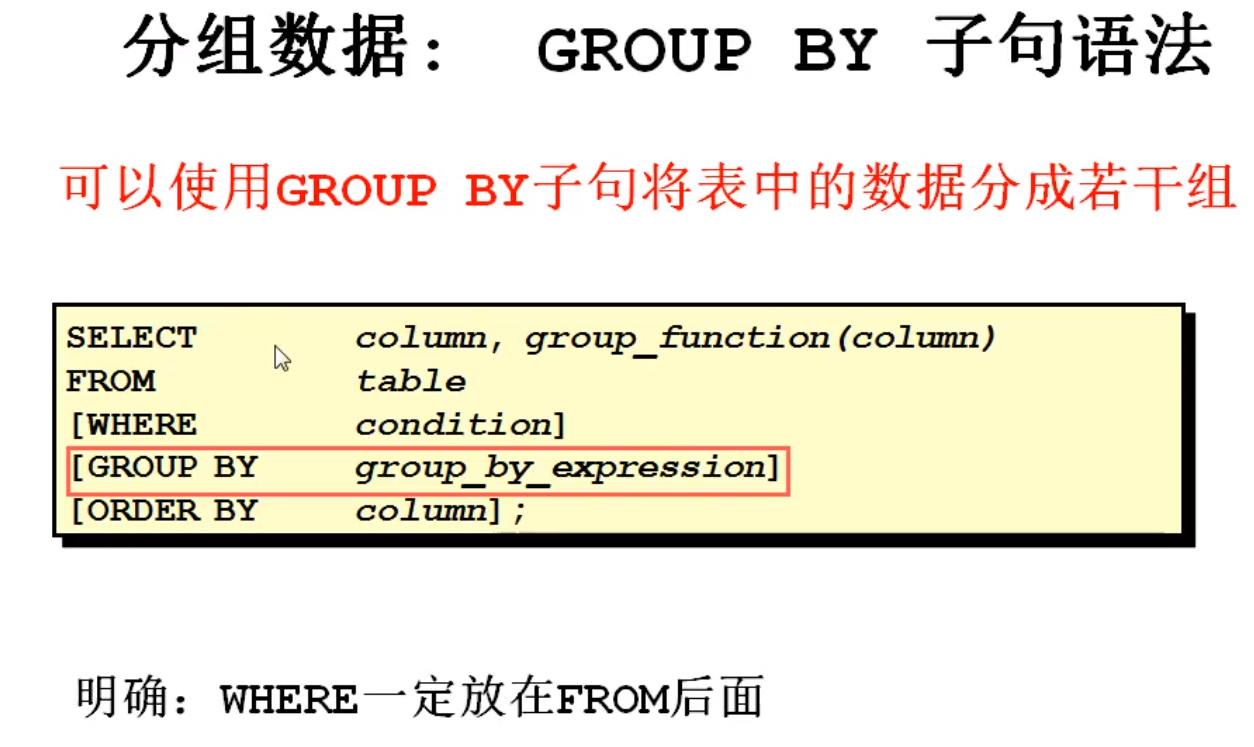 分组数据: GROUP BY 子句语法
可以使用GROUP BY子句将表中的数据分成若干组
SELECT column, group_function(column)
FROM table
[WHERE condition]
[GROUP BY group_by_expression]
[ORDER BY column];
明确: WHERE一定放在FROM后面